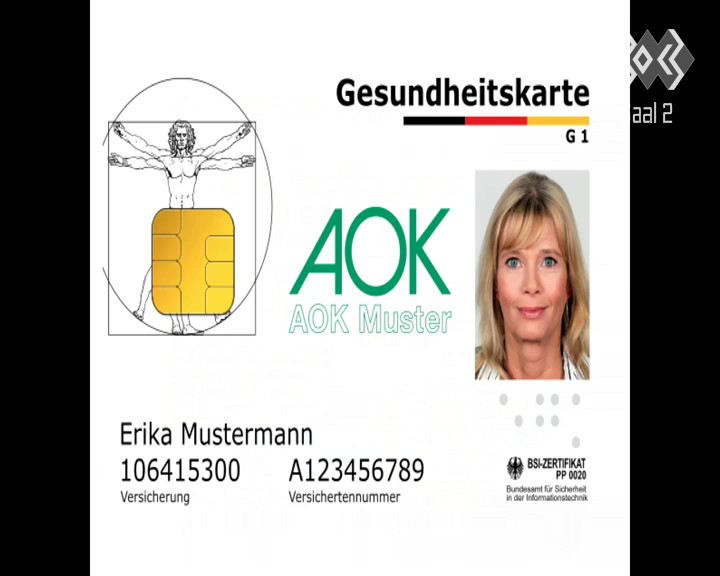 Gesundheitskarte
G 1
aal 2
AOK
AOK Muster
Erika Mustermann
106415300
A123456789
Versicherung
Versichertennummer
BSI-ZERTIFIKAT
PP 0020
Bundesamt für Sicherheit
in der Informationstechnik